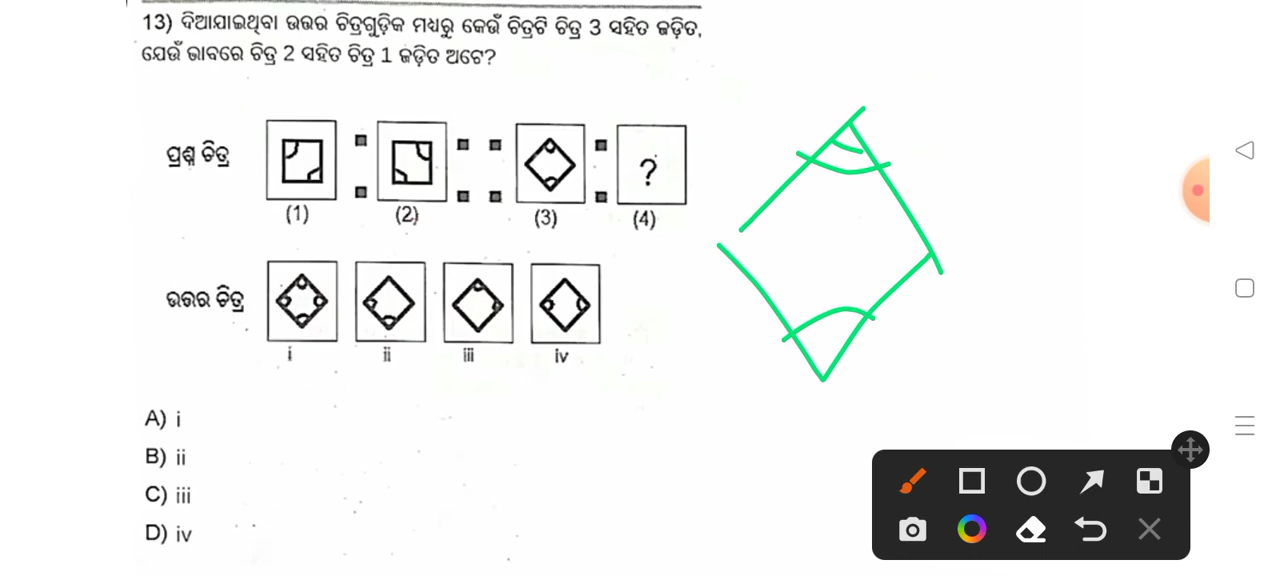 13) ଦିଆଯାଇଥିବା ଉତ୍ତର ଚିତ୍ରଗୁଡ଼ିକ ମଧ୍ୟରୁ କେଉଁ ଚିତ୍ରଟି ଚିତ୍ର 3 ସହିତ ଜଡ଼ିତ,
ଯେଉଁ ଭାବରେ ଚିତ୍ର 2 ସହିତ ଚିତ୍ର 1 ଜଡ଼ିତ ଅଟେ?
ପ୍ରଶ୍ନ ଚିତ୍ର
?
(1) (2) (3) (4)
ଉତ୍ତର ଚିତ୍ର
i ii iii iv
A) i
B) ii
C) iii
D) iv